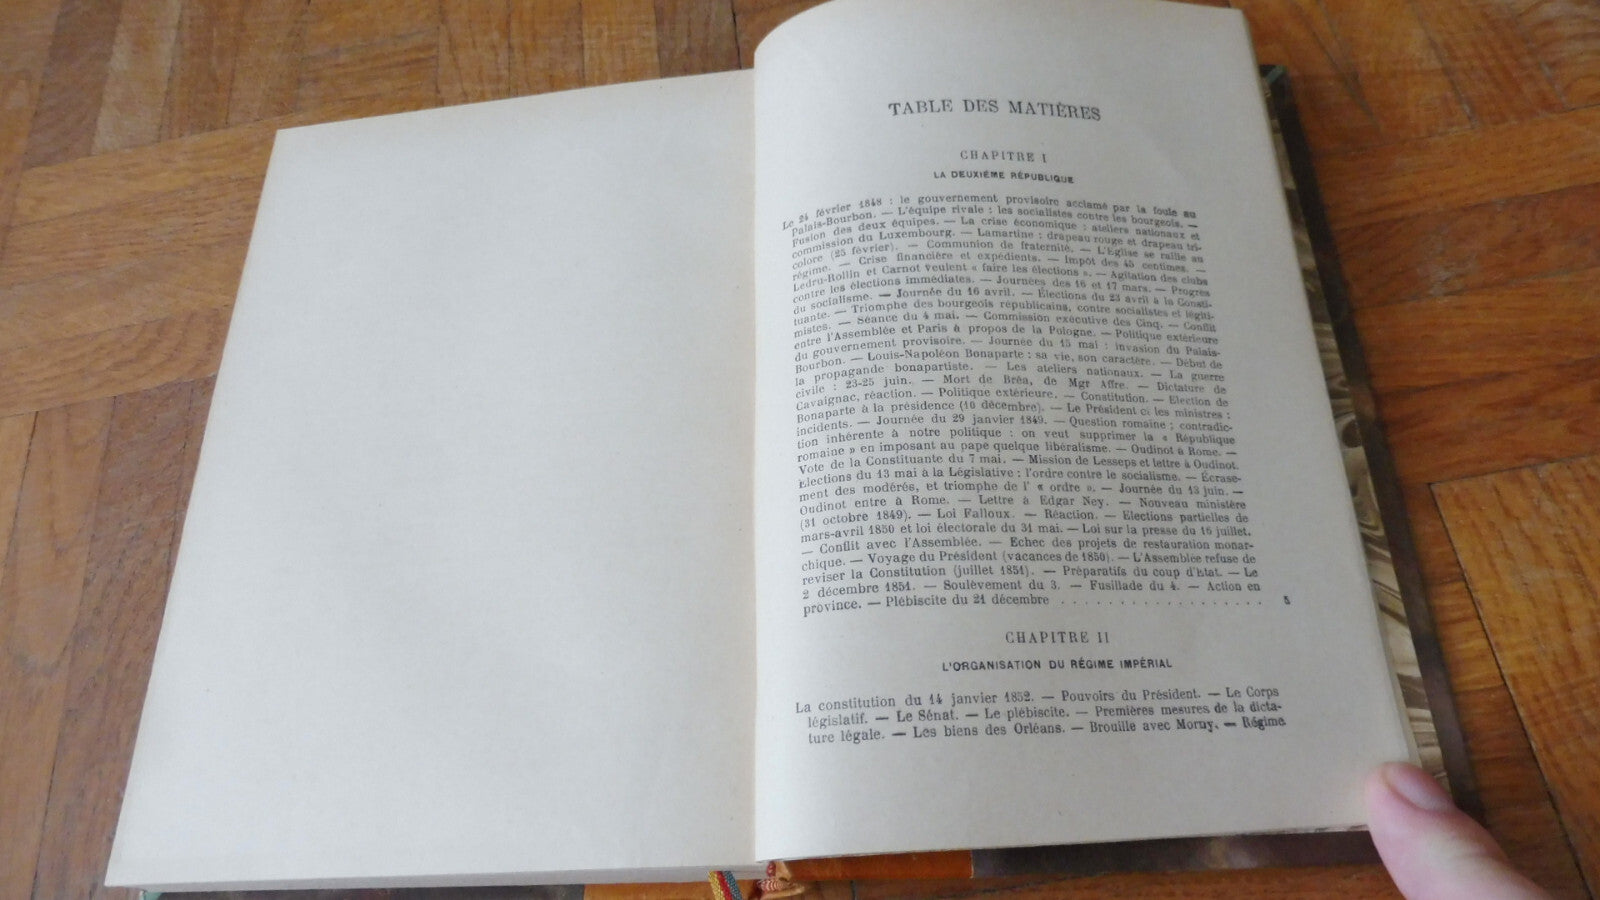 TABLE DES MATIÈRES
CHAPITRE I
LA DEUXIÈME RÉPUBLIQUE
Le 24 février 1848 : le gouvernement provisoire acclamé par la foule au
Palais-Bourbon. — L'équipe rivale : les socialistes contre les bourgeois. —
Fusion des deux équipes. — La crise économique : ateliers nationaux et
commission du Luxembourg. — Lamartine : drapeau rouge et drapeau tri-
colore (25 février). — Communion de fraternité. — L'Église se rallie au
régime. — Crise financière et expédients. — Impôt des 45 centimes. —
Ledru-Rollin et Carnot veulent « faire les élections ». — Agitation des clubs
contre les élections immédiates. — Journées des 16 et 17 mars. — Progrès
du socialisme. — Journée du 16 avril. — Élections du 23 avril à la Consti-
tuante. — Triomphe des bourgeois républicains, contre socialistes et légiti-
mistes. — Séance du 4 mai. — Commission exécutive des Cinq. — Conflit
entre l'Assemblée et Paris à propos de la Pologne. — Politique extérieure
du gouvernement provisoire. — Journée du 15 mai : invasion du Palais-
Bourbon. — Louis-Napoléon Bonaparte : sa vie, son caractère. — Début de
la propagande bonapartiste. — Les ateliers nationaux. — La guerre
civile : 23-25 juin. — Mort de Bréa, de Mgr Affre. — Dictature de
Cavaignac, réaction. — Politique extérieure. — Constitution. — Election de
Bonaparte à la présidence (10 décembre). — Le Président et les ministres :
incidents. — Journée du 29 janvier 1849. — Question romaine ; contradic-
tion inhérente à notre politique : on veut supprimer la « République
romaine » en imposant au pape quelque libéralisme. — Oudinot à Rome. —
Vote de la Constituante du 7 mai. — Mission de Lesseps et lettre à Oudinot.
Elections du 13 mai à la Législative : l'ordre contre le socialisme. — Écrase-
ment des modérés, et triomphe de l' « ordre ». — Journée du 13 juin. —
Oudinot entre à Rome. — Lettre à Edgar Ney. — Nouveau ministère
(31 octobre 1849). — Loi Falloux. — Réaction. — Elections partielles de
mars-avril 1850 et loi électorale du 31 mai. — Loi sur la presse du 16 juillet.
— Conflit avec l'Assemblée. — Echec des projets de restauration monar-
chique. — Voyage du Président (vacances de 1850). — L'Assemblée refuse de
reviser la Constitution (juillet 1851). — Préparatifs du coup d'Etat. — Le
2 décembre 1851. — Soulèvement du 3. — Fusillade du 4. — Action en
province. — Plébiscite du 21 décembre . . . . . . . . . . . . . . . . . . 5
CHAPITRE II
L'ORGANISATION DU RÉGIME IMPÉRIAL
La constitution du 14 janvier 1852. — Pouvoirs du Président. — Le Corps
législatif. — Le Sénat. — Le plébiscite. — Premières mesures de la dicta-
ture légale. — Les biens des Orléans. — Brouille avec Morny. — Régime